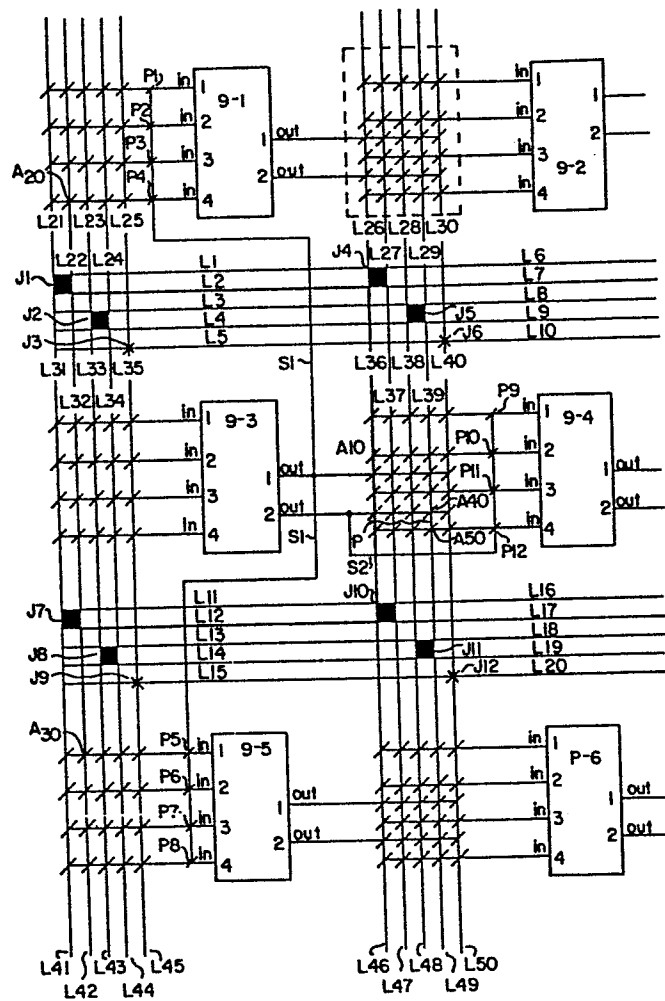 P1 in 1 9-1 in 1
P2 in 2 1 out in 2 1
P3 in 3 2 out in 3 2
A20 P4 in 4 in 4 9-2
L21 L23 L25 L26 L28 L30
L22 L24 J4 L27 L29 L6
J1 L1 L7
L2 L8
L3 L9
J2 L4 J5 L10
J3 L5 J6
L31 L33 L35 S1 L36 L38 L40
L32 L34 L37 L39 P9
in 1 9-3 in 1 9-4
in 2 A10 P10 in 2
in 3 1 out P11 in 3 1 out
in 4 2 out A40 in 4 2 out
S1 P A50 P12
S2
L11 J10 L16
J7 L12 L17
L13 L18
J8 L14 J11 L19
J9 L15 J12 L20
A30 P5 in 1 9-5 in 1 P-6
P6 in 2 1 out in 2 1 out
P7 in 3 2 out in 3 2 out
P8 in 4 in 4
L41 L43 L45 L46 L48 L50
L42 L44 L47 L49